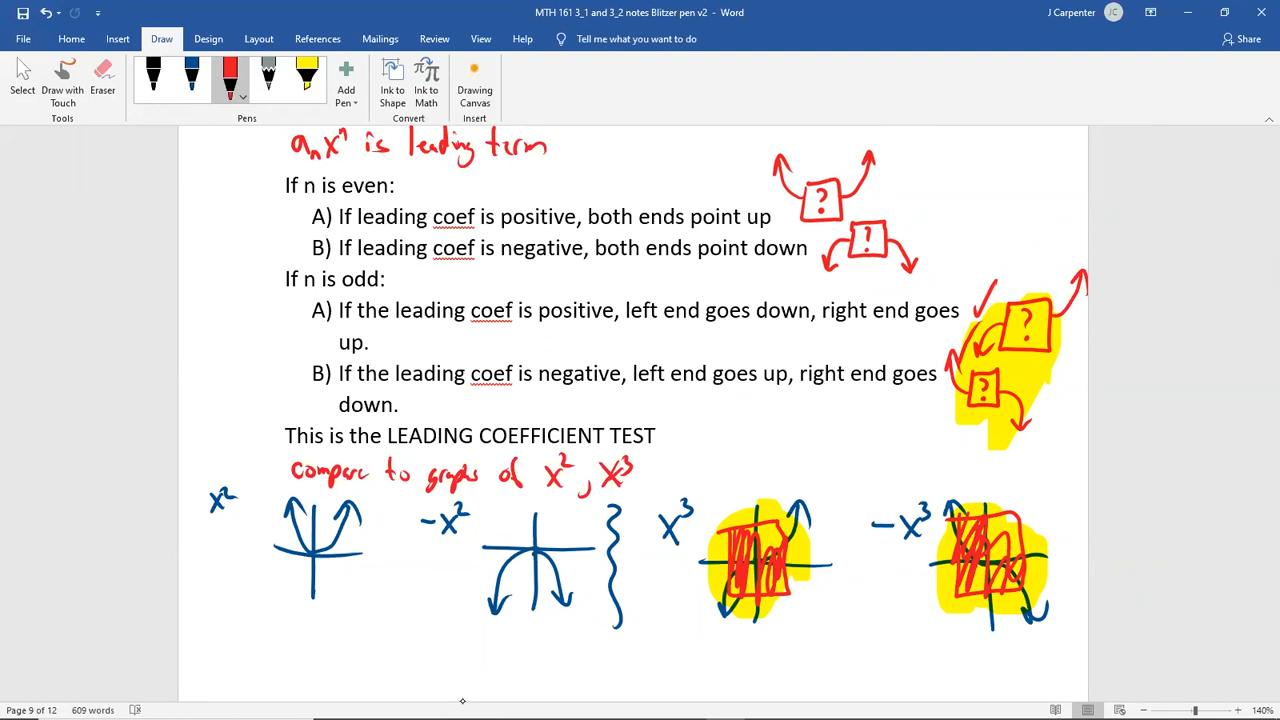 MTH 161 3_1 and 3_2 notes Blitzer pen v2 - Word
J Carpenter
JC
File Home Insert Draw Design Layout References Mailings Review View Help Tell me what you want to do Share
Select
Draw with Touch
Eraser
Add Pen
Ink to Shape
Ink to Math
Drawing Canvas
Tools Pens Convert Insert
aₙxⁿ is leading term
If n is even:
A) If leading coef is positive, both ends point up
?
B) If leading coef is negative, both ends point down
?
If n is odd:
A) If the leading coef is positive, left end goes down, right end goes
up.
?
B) If the leading coef is negative, left end goes up, right end goes
down.
?
This is the LEADING COEFFICIENT TEST
compare to graphs of x², x³
x² -x² x³ -x³
Page 9 of 12 609 words 140%